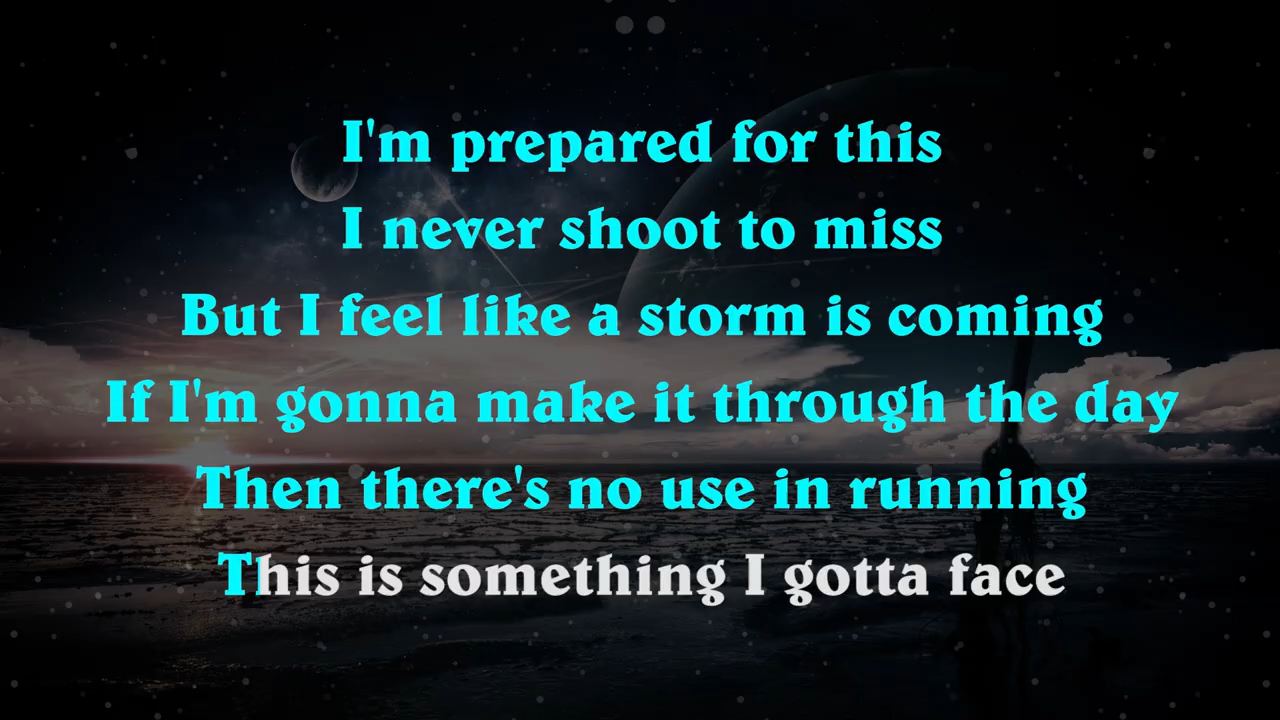 I'm prepared for this
I never shoot to miss
But I feel like a storm is coming
If I'm gonna make it through the day
Then there's no use in running
This is something I gotta face